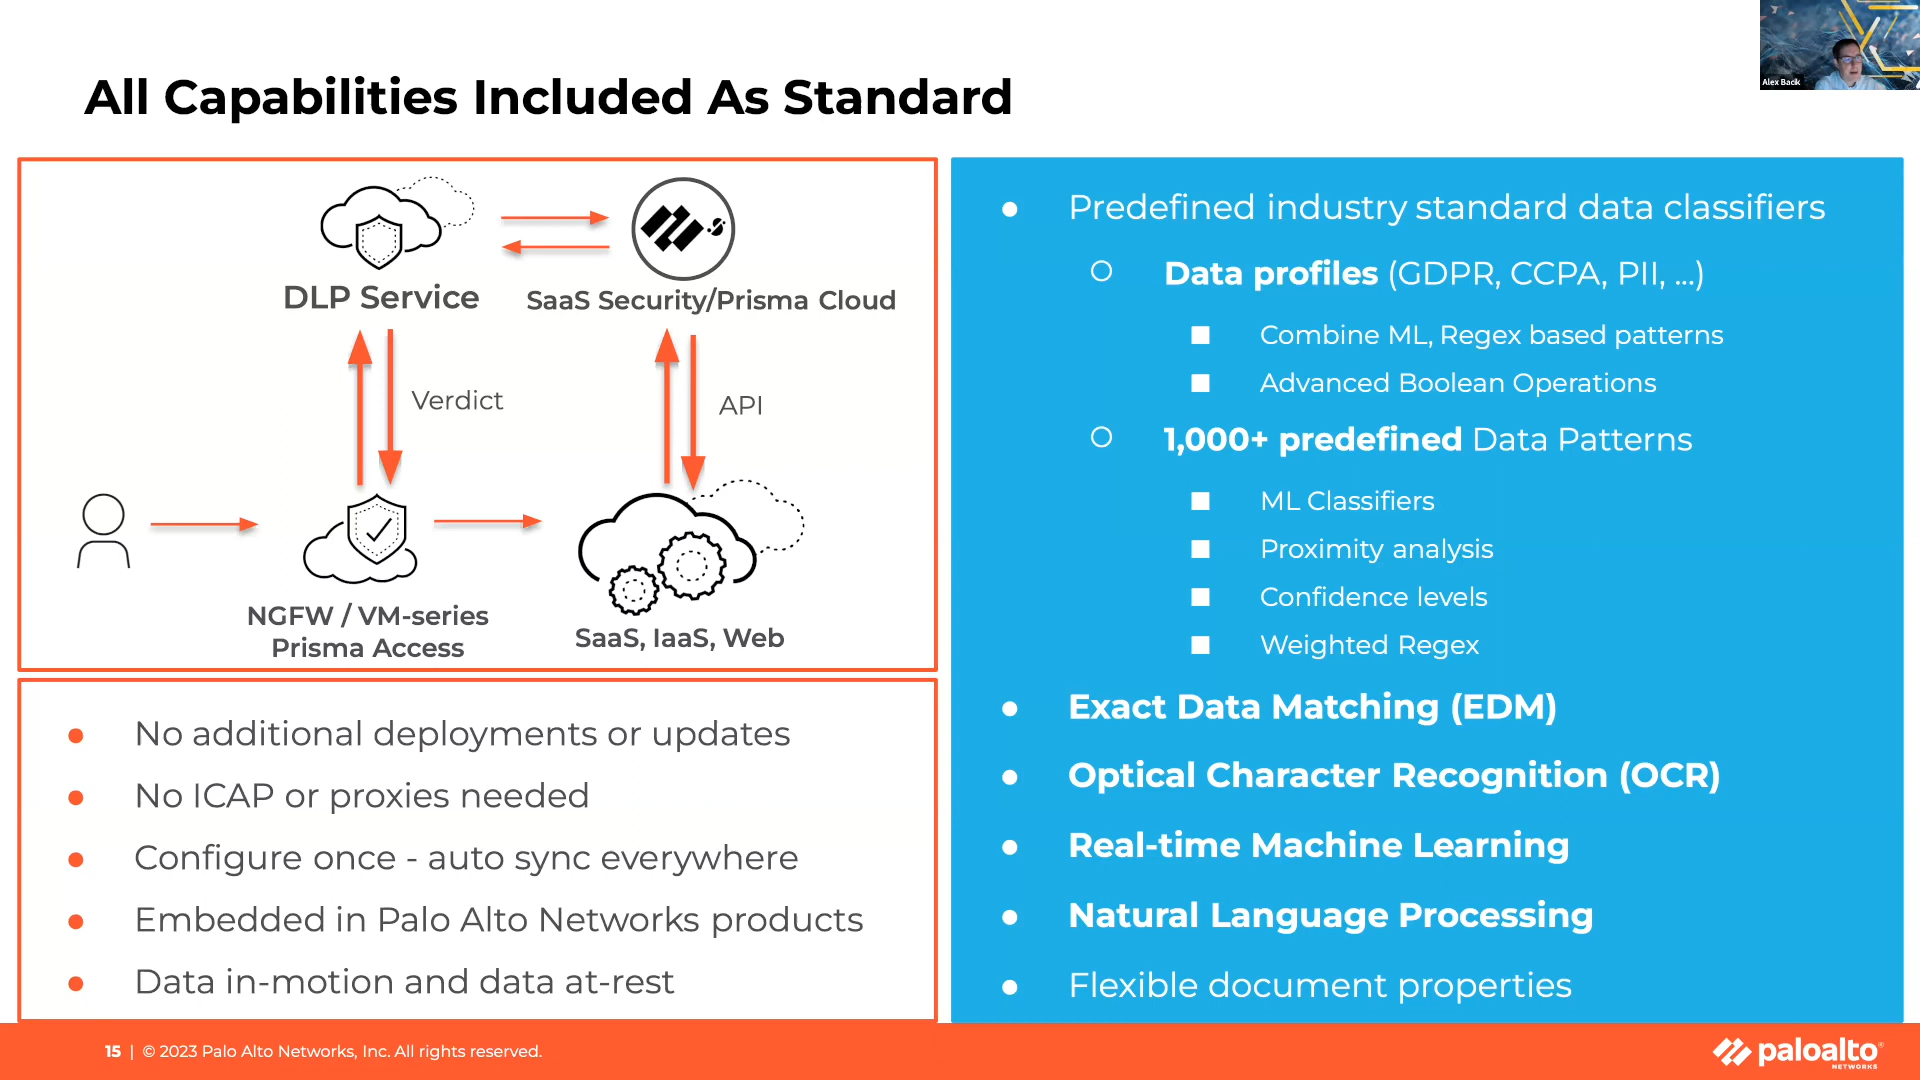 All Capabilities Included As Standard
Alex Bacik
DLP Service
SaaS Security/Prisma Cloud
Verdict
API
NGFW / VM-series
Prisma Access
SaaS, IaaS, Web
No additional deployments or updates
No ICAP or proxies needed
Configure once - auto sync everywhere
Embedded in Palo Alto Networks products
Data in-motion and data at-rest
Predefined industry standard data classifiers
Data profiles (GDPR, CCPA, PII, ...)
Combine ML, Regex based patterns
Advanced Boolean Operations
1,000+ predefined Data Patterns
ML Classifiers
Proximity analysis
Confidence levels
Weighted Regex
Exact Data Matching (EDM)
Optical Character Recognition (OCR)
Real-time Machine Learning
Natural Language Processing
Flexible document properties
15 | © 2023 Palo Alto Networks, Inc. All rights reserved.
paloalto®
NETWORKS